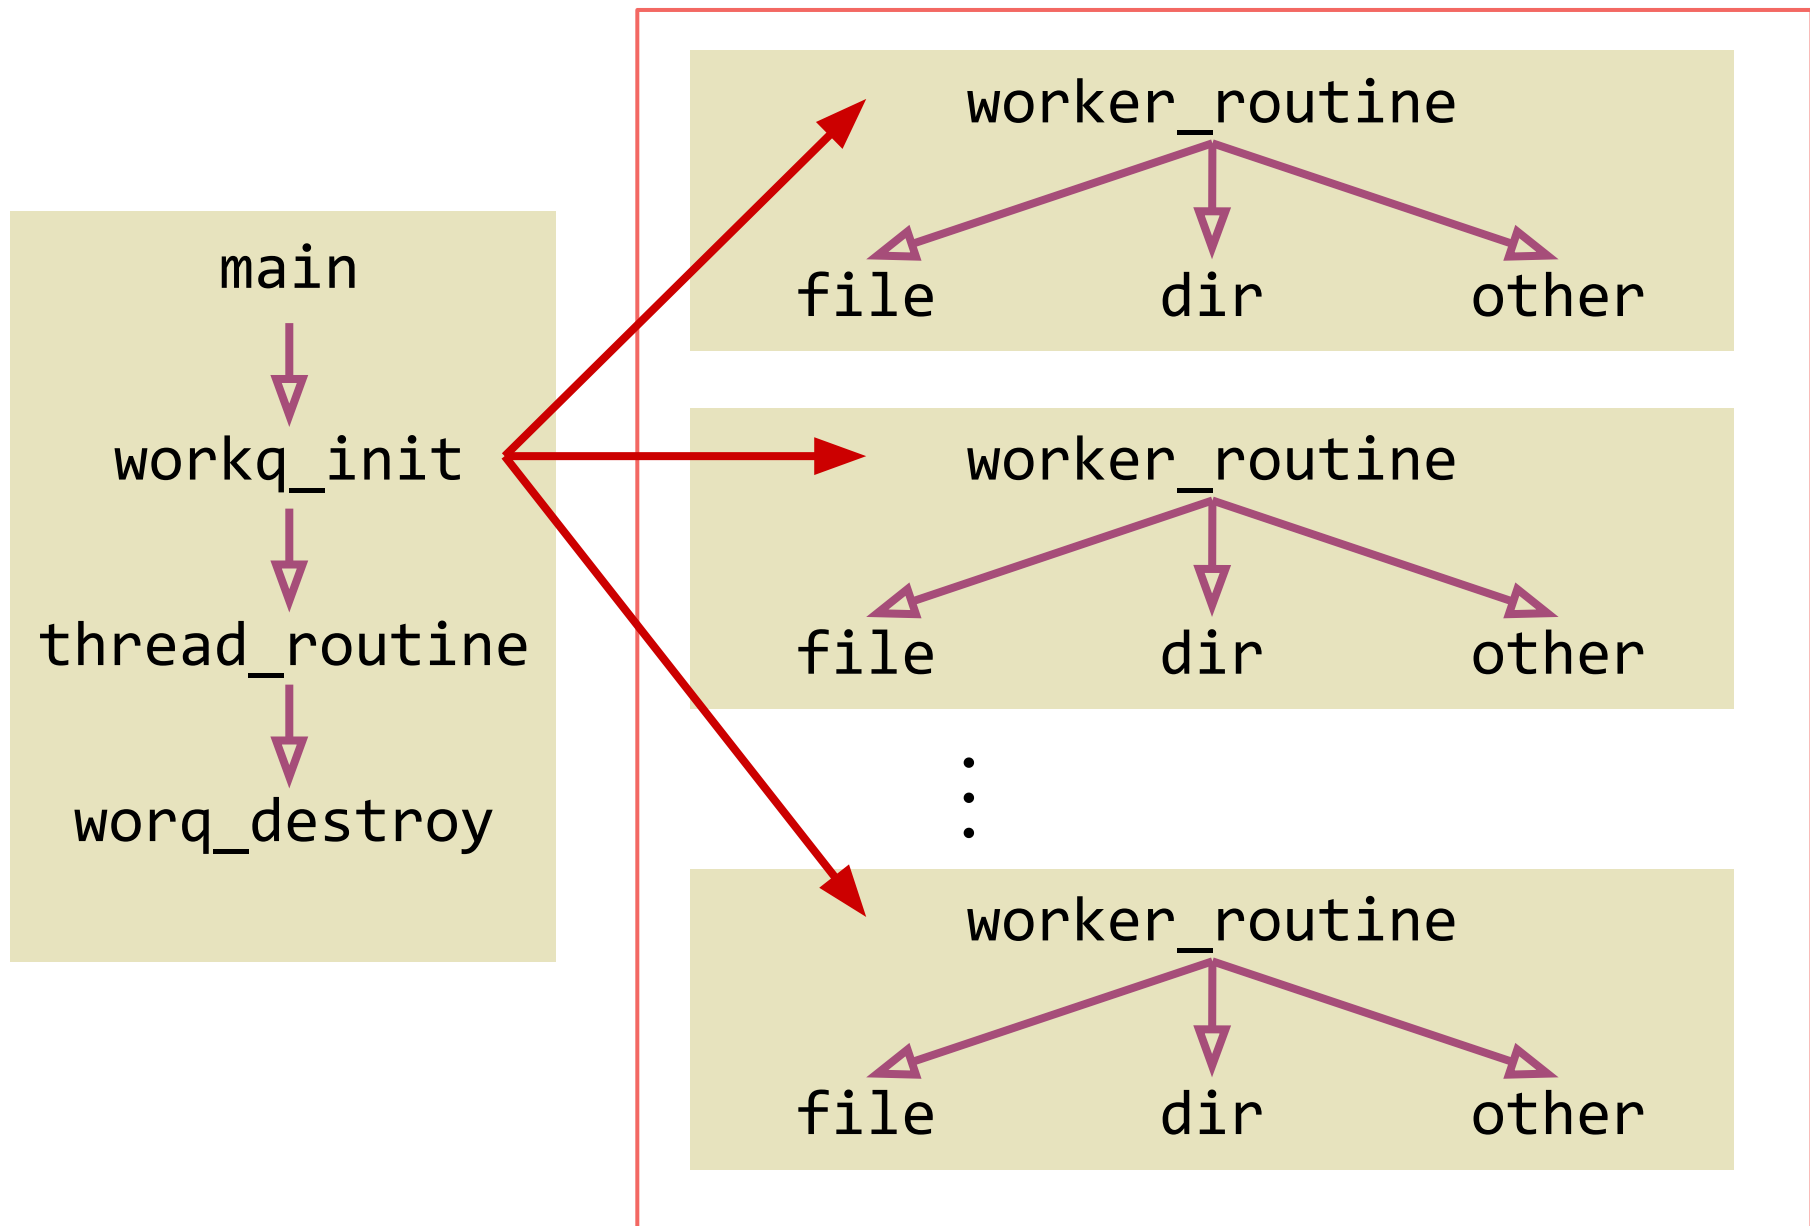 main
workq_init
thread_routine
worq_destroy
worker_routine
file dir other
worker_routine
file dir other
worker_routine
file dir other